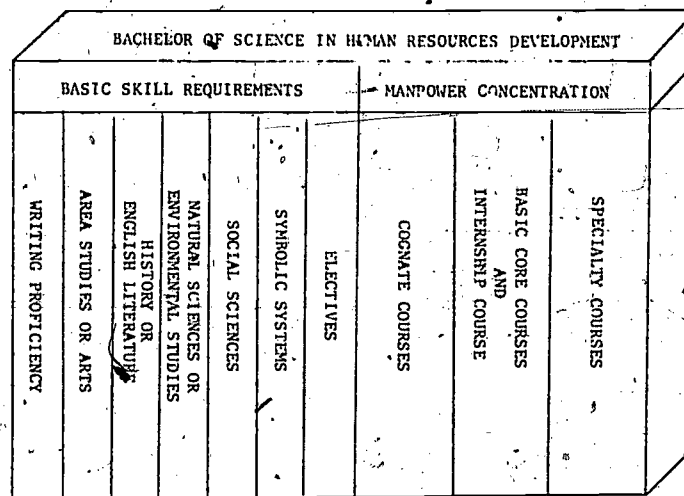 BACHELOR OF SCIENCE IN HUMAN RESOURCES DEVELOPMENT
BASIC SKILL REQUIREMENTS
MANPOWER CONCENTRATION
WRITING PROFICIENCY
AREA STUDIES OR ARTS
HISTORY OR
ENGLISH LITERATURE
NATURAL SCIENCES OR
ENVIRONMENTAL STUDIES
SOCIAL SCIENCES
SYMBOLIC SYSTEMS
ELECTIVES
COGNATE COURSES
BASIC CORE COURSES
AND
INTERNSHIP COURSE
SPECIALTY COURSES